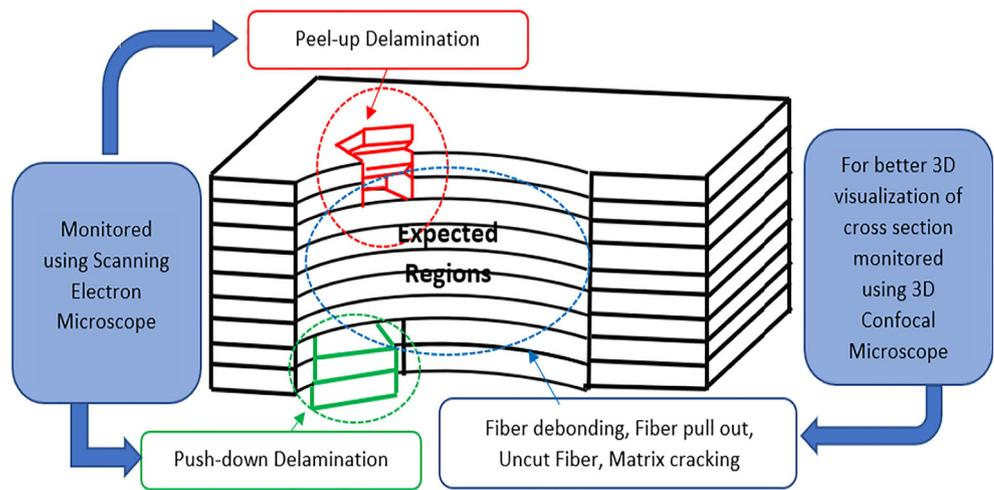 Peel-up Delamination
Monitored
using Scanning
Electron
Microscope
Expected
Regions
For better 3D
visualization of
cross section
monitored
using 3D
Confocal
Microscope
Push-down Delamination
Fiber debonding, Fiber pull out,
Uncut Fiber, Matrix cracking